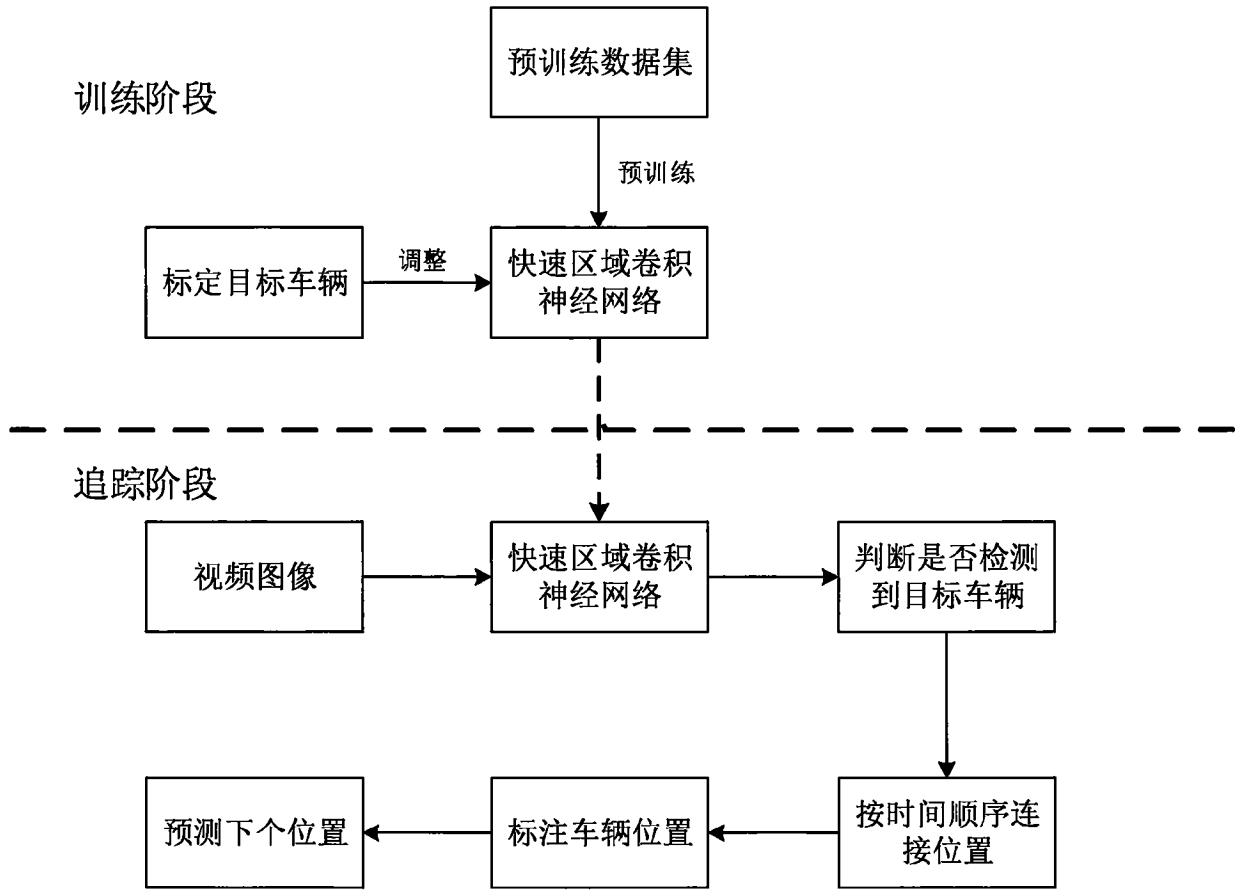 预训练数据集
训练阶段
预训练
标定目标车辆
调整
快速区域卷积
神经网络
追踪阶段
视频图像
快速区域卷积
神经网络
判断是否检测
到目标车辆
预测下个位置
标注车辆位置
按时间顺序连
接位置